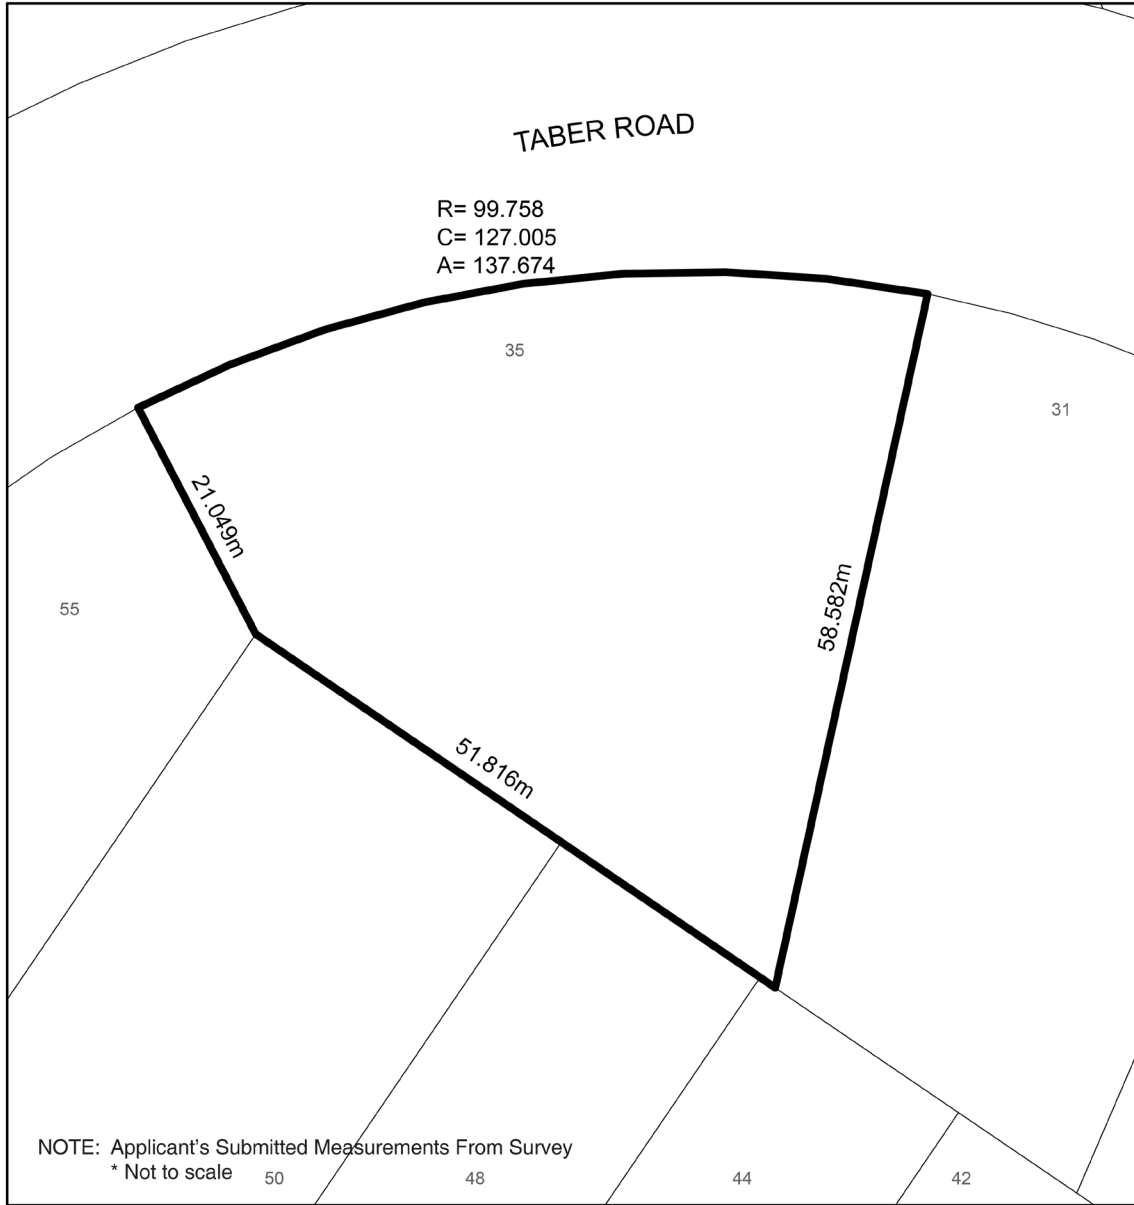 TABER ROAD
R= 99.758
C= 127.005
A= 137.674
35
31
21.049m
55
58.582m
51.816m
NOTE: Applicant's Submitted Measurements From Survey
* Not to scale
50
48
44
42